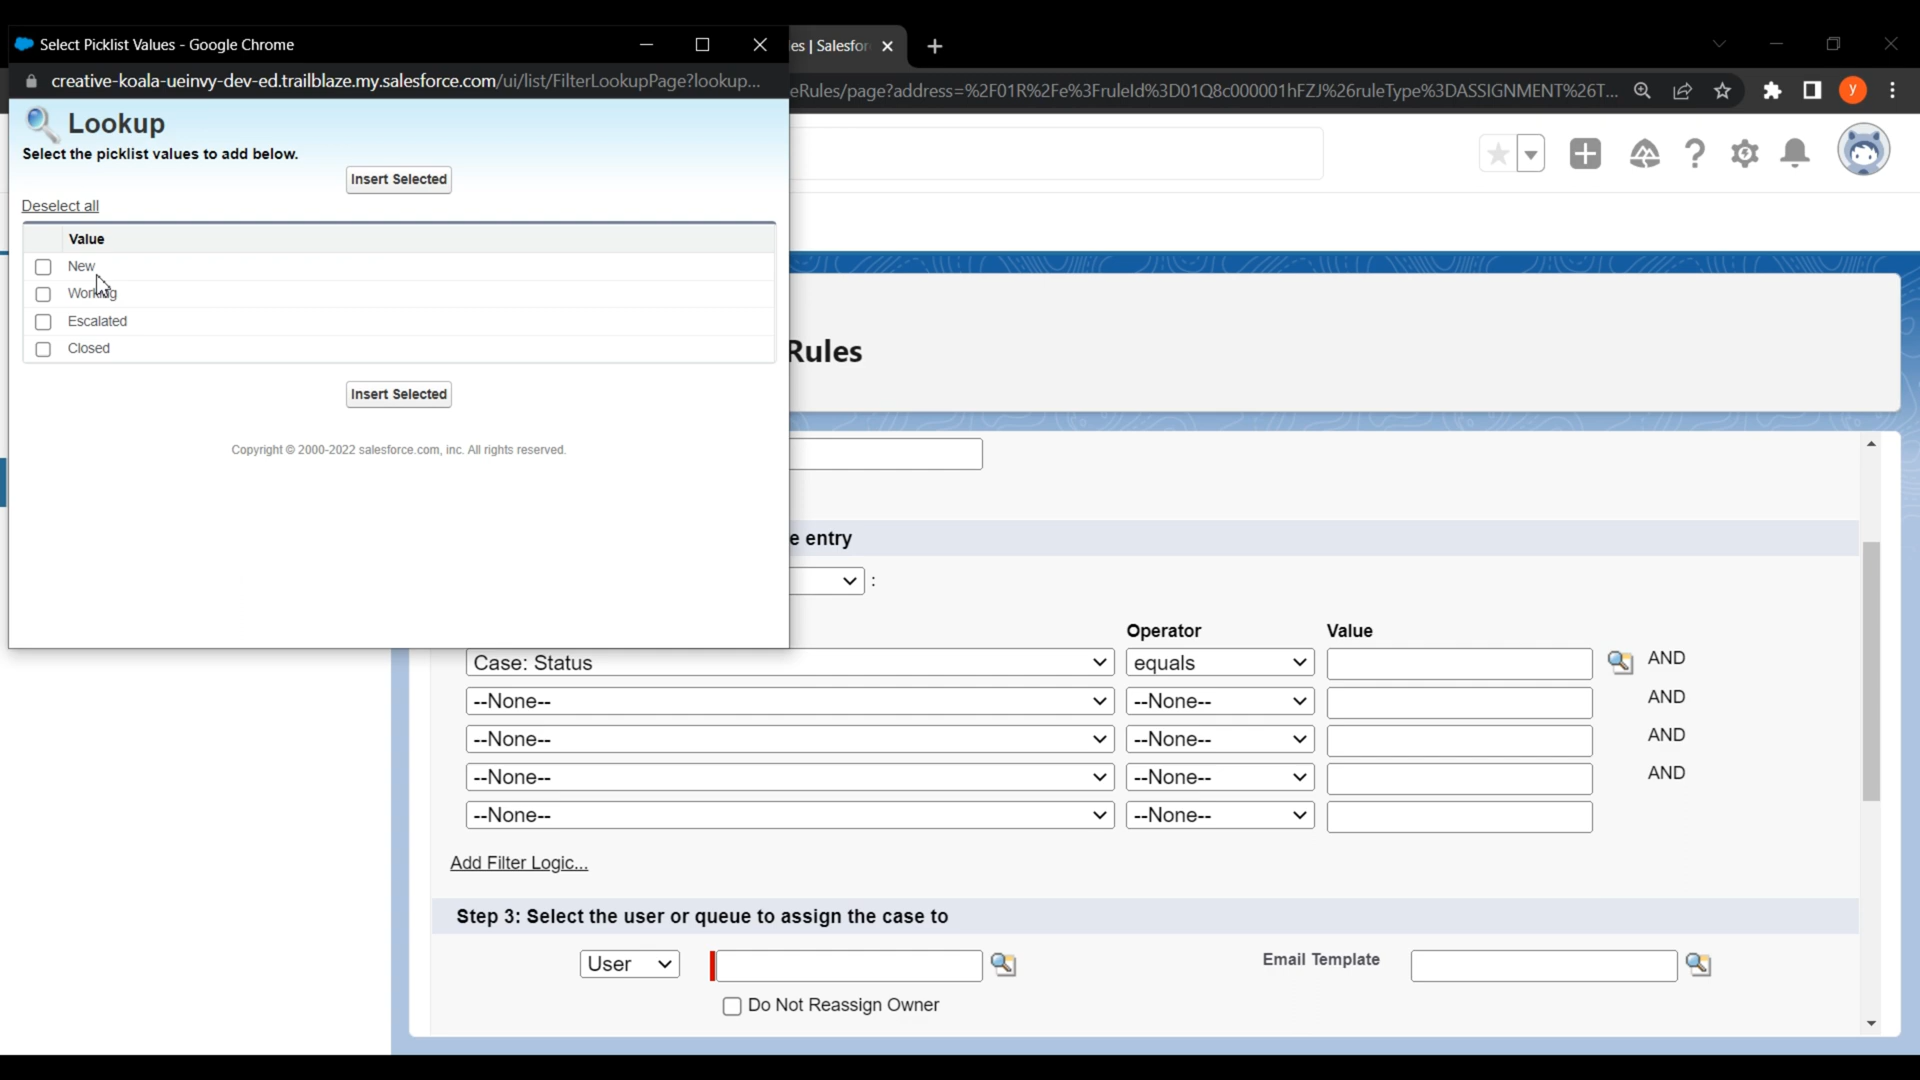 Select Picklist Values - Google Chrome
es | Salesfor
creative-koala-ueinvy-dev-ed.trailblaze.my.salesforce.com/ui/list/FilterLookupPage?lookup...
eRules/page?address=%2F01R%2Fe%3FruleId%3D01Q8c000001hFZJ%26ruleType%3DASSIGNMENT%26T...
y
Lookup
Select the picklist values to add below.
Insert Selected
Deselect all
Value
New
Working
Escalated
Closed
Insert Selected
Copyright © 2000-2022 salesforce.com, inc. All rights reserved.
Rules
e entry
:
Operator Value
Case: Status equals AND
--None-- --None-- AND
--None-- --None-- AND
--None-- --None-- AND
--None-- --None--
Add Filter Logic...
Step 3: Select the user or queue to assign the case to
User Email Template
Do Not Reassign Owner